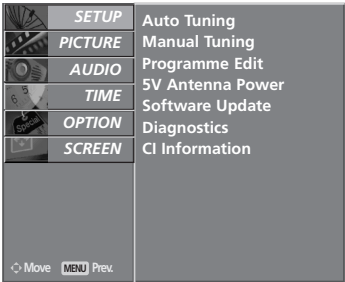 SETUP
PICTURE
AUDIO
TIME
OPTION
SCREEN
Auto Tuning
Manual Tuning
Programme Edit
5V Antenna Power
Software Update
Diagnostics
CI Information
Special
Move MENU Prev.